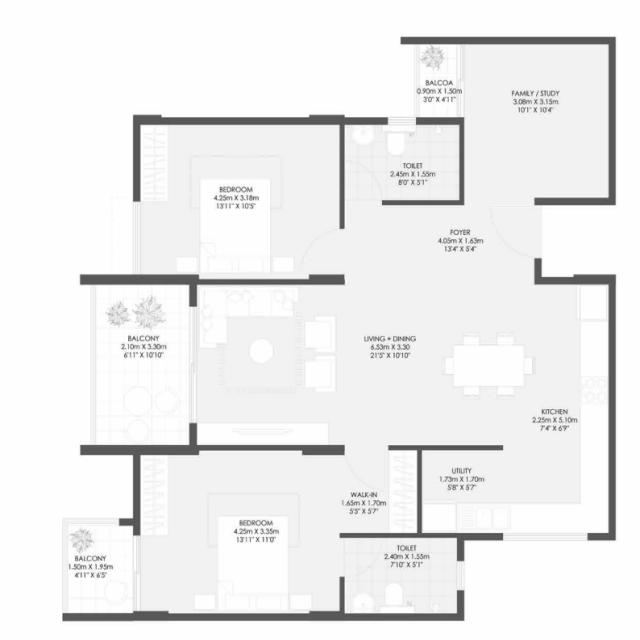 BALCOA
0.90m X 1.50m
3'0" X 4'11"
FAMILY / STUDY
3.08m X 3.15m
10'1" X 10'4"
TOILET
2.45m X 1.55m
8'0" X 5'1"
BEDROOM
4.25m X 3.18m
13'11" X 10'5"
FOYER
4.05m X 1.63m
13'4" X 5'4"
BALCONY
2.10m X 3.30m
6'11" X 10'10"
LIVING + DINING
6.53m X 3.30
21'5" X 10'10"
KITCHEN
2.25m X 5.10m
7'4" X 6'9"
UTILITY
1.73m X 1.70m
5'8" X 5'7"
WALK-IN
1.65m X 1.70m
5'5" X 5'7"
BEDROOM
4.25m X 3.35m
13'11" X 11'0"
TOILET
2.40m X 1.55m
7'10" X 5'1"
BALCONY
1.50m X 1.95m
4'11" X 6'5"